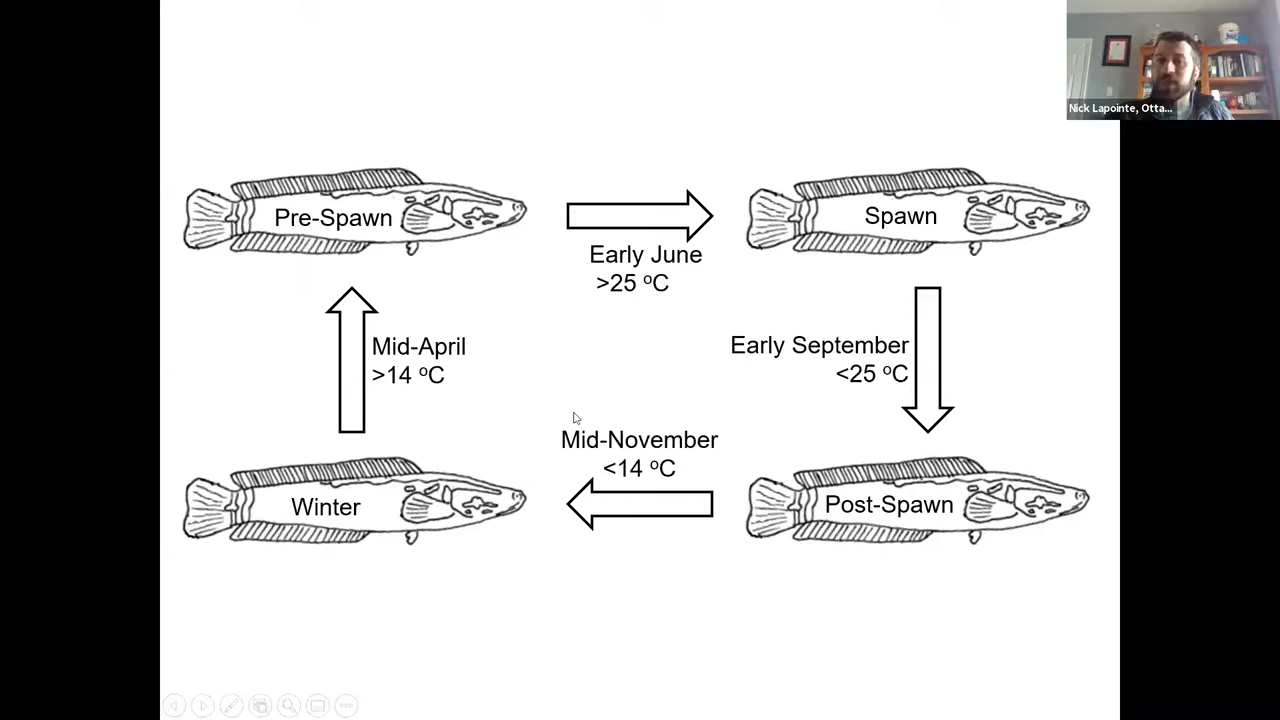 Nick Lapointe, Otta...
Pre-Spawn
Spawn
Early June
>25 ºC
Mid-April
>14 ºC
Early September
<25 ºC
Mid-November
<14 ºC
Winter
Post-Spawn